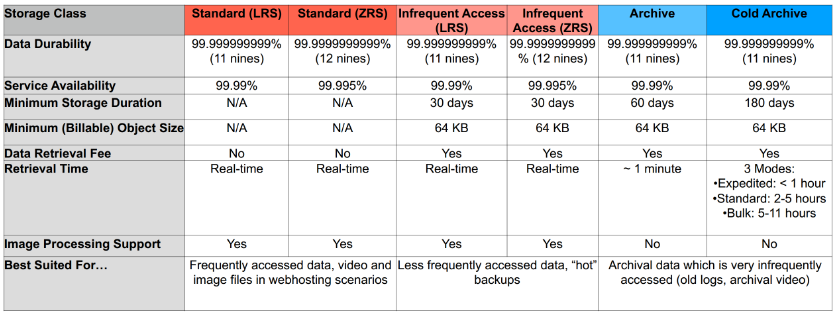 Storage Class Standard (LRS) Standard (ZRS) Infrequent Access (LRS) Infrequent Access (ZRS) Archive Cold Archive
Data Durability 99.999999999% (11 nines) 99.9999999999% (12 nines) 99.999999999% (11 nines) 99.9999999999% (12 nines) 99.999999999% (11 nines) 99.999999999% (11 nines)
Service Availability 99.99% 99.995% 99.99% 99.995% 99.99% 99.99%
Minimum Storage Duration N/A N/A 30 days 30 days 60 days 180 days
Minimum (Billable) Object Size N/A N/A 64 KB 64 KB 64 KB 64 KB
Data Retrieval Fee No No Yes Yes Yes Yes
Retrieval Time Real-time Real-time Real-time Real-time ~ 1 minute 3 Modes:
•Expedited: < 1 hour
•Standard: 2-5 hours
•Bulk: 5-11 hours
Image Processing Support Yes Yes Yes Yes No No
Best Suited For… Frequently accessed data, video and image files in webhosting scenarios Less frequently accessed data, “hot” backups Archival data which is very infrequently accessed (old logs, archival video)